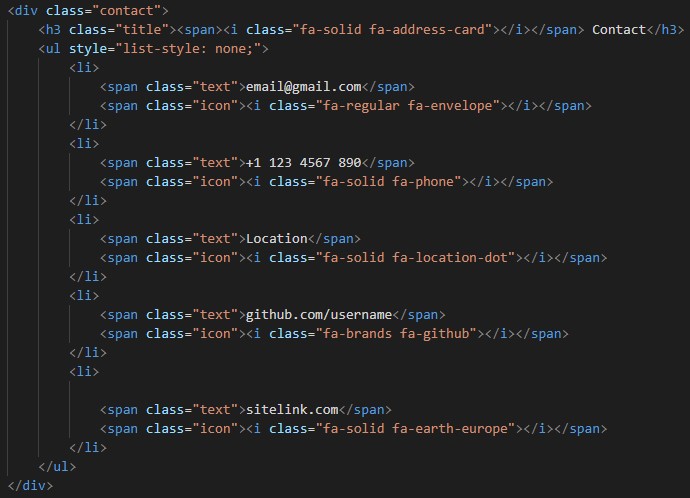 <div class="contact">
    <h3 class="title"><span><i class="fa-solid fa-address-card"></i></span> Contact</h3>
    <ul style="list-style: none;">
        <li>
            <span class="text">email@gmail.com</span>
            <span class="icon"><i class="fa-regular fa-envelope"></i></span>
        </li>
        <li>
            <span class="text">+1 123 4567 890</span>
            <span class="icon"><i class="fa-solid fa-phone"></i></span>
        </li>
        <li>
            <span class="text">Location</span>
            <span class="icon"><i class="fa-solid fa-location-dot"></i></span>
        </li>
        <li>
            <span class="text">github.com/username</span>
            <span class="icon"><i class="fa-brands fa-github"></i></span>
        </li>
        <li>

            <span class="text">sitelink.com</span>
            <span class="icon"><i class="fa-solid fa-earth-europe"></i></span>
        </li>
    </ul>
</div>